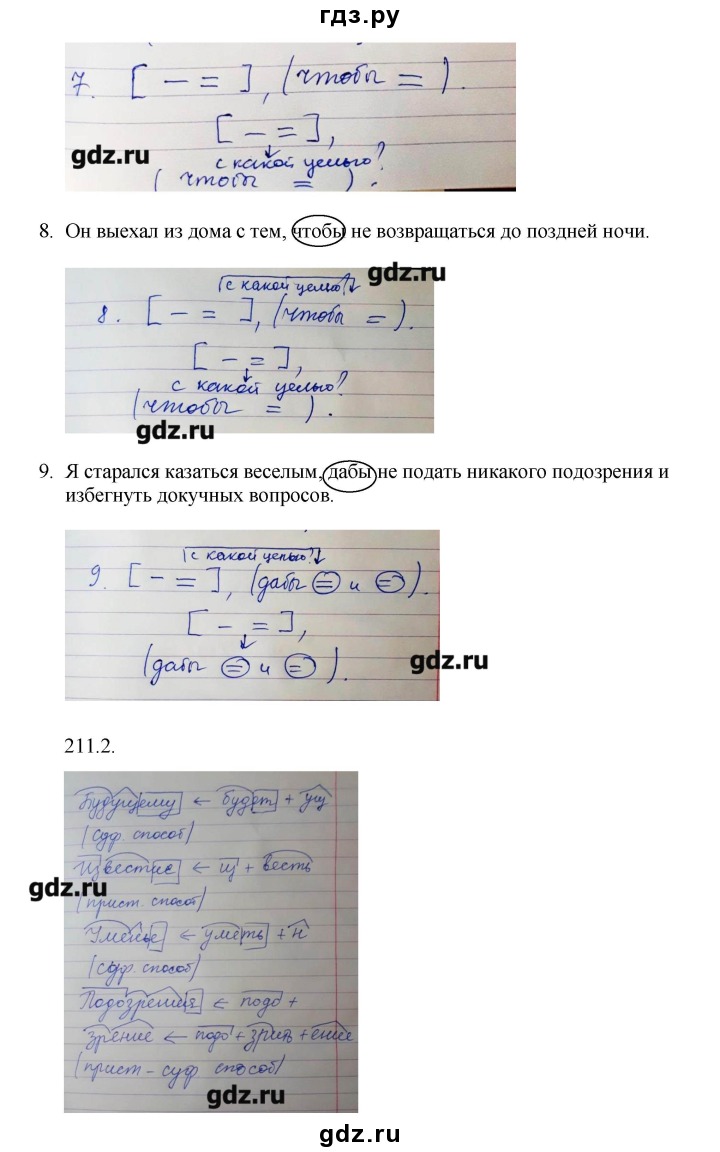 гдз.ру
7. [ – = ], (чтобы = ).
[ – = ],
с какой целью?
gdz.ru
( чтобы = ).
8. Он выехал из дома с тем, чтобы не возвращаться до поздней ночи.
gdz.ru
с какой целью?
8. [ – = ], (чтобы = ).
[ – = ],
с какой целью?
(чтобы = ).
gdz.ru
9. Я старался казаться веселым, дабы не подать никакого подозрения и
избегнуть докучных вопросов.
с какой целью?
9. [ – = ], (дабы = и = ).
[ – = ],
(дабы = и = ).
gdz.ru
211.2.
Будущему ← будет + ущ
(суф. способ)
Известие ← из + весть
gdz.ru
(прист. способ)
Уменье ← уметь + н
(суф. способ)
Подозрения ← подо +
зрение ← подо + зрить + ение
(прист – суф. способ)
gdz.ru
gdz.ru